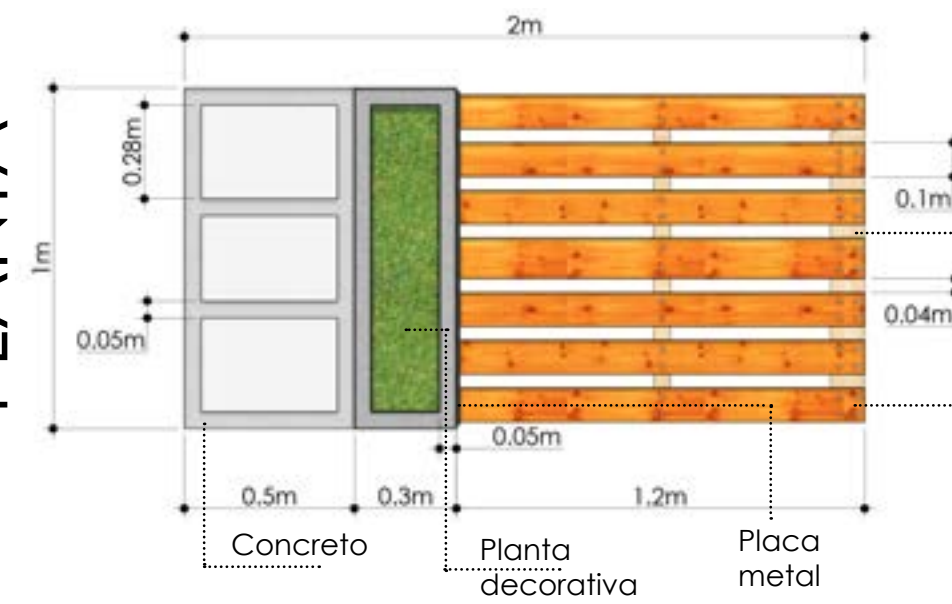 2m
0.28m
1m
0.1m
0.05m
0.04m
0.05m
0.5m
0.3m
1.2m
Concreto
Planta
decorativa
Placa
metal